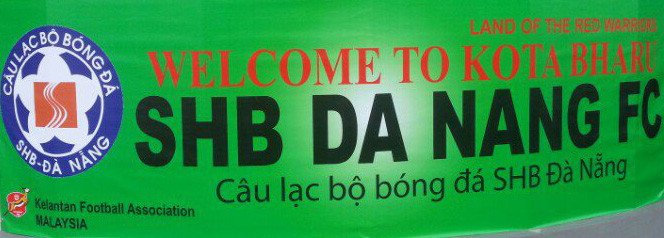 LAND OF THE RED WARRIORS
WELCOME TO KOTA BHARU
SHB DA NANG FC
Câu lạc bộ bóng đá SHB Đà Nẵng
CÂU LẠC BỘ BÓNG ĐÁ
SHB-ĐÀ NẴNG
Kelantan Football Association
MALAYSIA